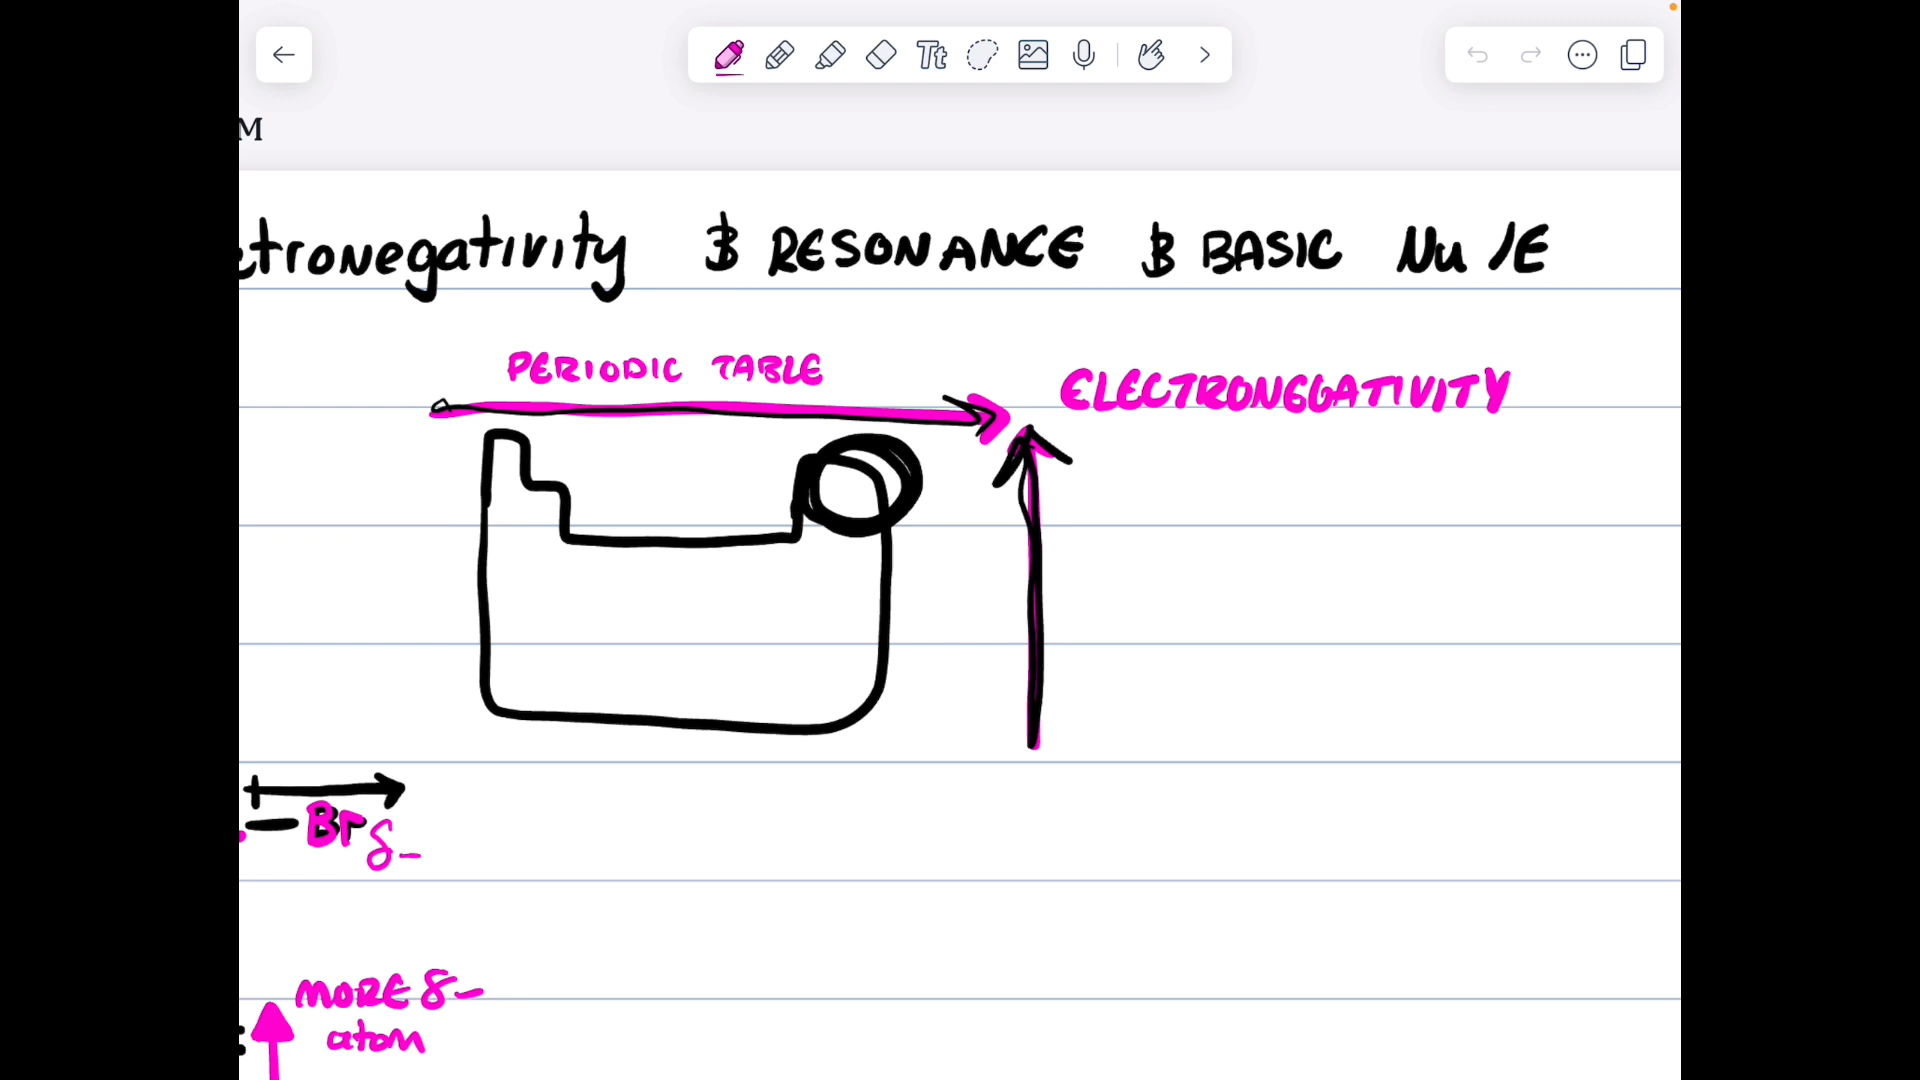 M
ctronegativity $ RESONANCE $ BASIC Nu/E
PERIODIC TABLE
ELECTRONEGATIVITY
— Br δ-
MORE δ-
atom